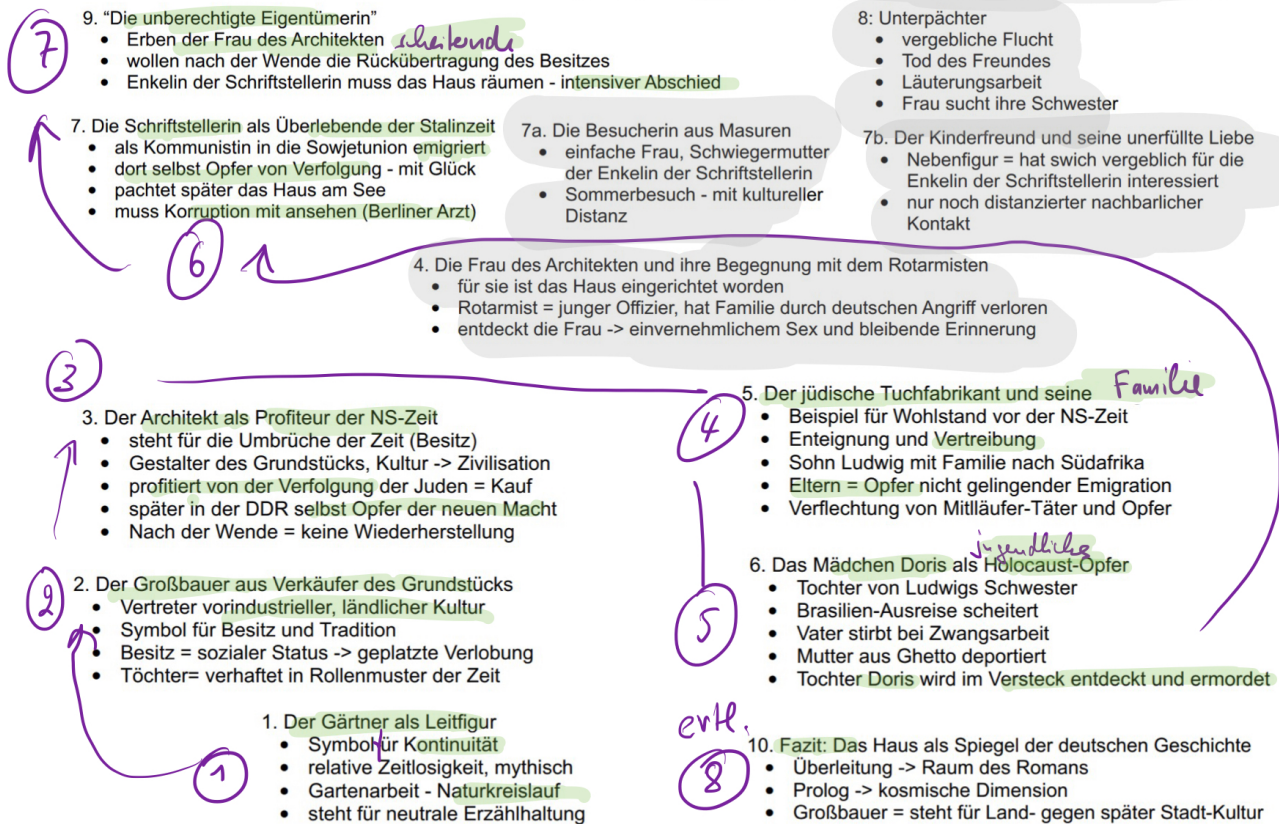 9. “Die unberechtigte Eigentümerin”
• Erben der Frau des Architekten
• wollen nach der Wende die Rückübertragung des Besitzes
• Enkelin der Schriftstellerin muss das Haus räumen - intensiver Abschied
7
8: Unterpächter
• vergebliche Flucht
• Tod des Freundes
• Läuterungsarbeit
• Frau sucht ihre Schwester
7. Die Schriftstellerin als Überlebende der Stalinzeit
• als Kommunistin in die Sowjetunion emigriert
• dort selbst Opfer von Verfolgung - mit Glück
• pachtet später das Haus am See
• muss Korruption mit ansehen (Berliner Arzt)
6
7a. Die Besucherin aus Masuren
• einfache Frau, Schwiegermutter
der Enkelin der Schriftstellerin
• Sommerbesuch - mit kultureller
Distanz
7b. Der Kinderfreund und seine unerfüllte Liebe
• Nebenfigur = hat swich vergeblich für die
Enkelin der Schriftstellerin interessiert
• nur noch distanzierter nachbarlicher
Kontakt
4. Die Frau des Architekten und ihre Begegnung mit dem Rotarmisten
• für sie ist das Haus eingerichtet worden
• Rotarmist = junger Offizier, hat Familie durch deutschen Angriff verloren
• entdeckt die Frau -> einvernehmlichem Sex und bleibende Erinnerung
3
3. Der Architekt als Profiteur der NS-Zeit
• steht für die Umbrüche der Zeit (Besitz)
• Gestalter des Grundstücks, Kultur -> Zivilisation
• profitiert von der Verfolgung der Juden = Kauf
• später in der DDR selbst Opfer der neuen Macht
• Nach der Wende = keine Wiederherstellung
4
5. Der jüdische Tuchfabrikant und seine Familie
• Beispiel für Wohlstand vor der NS-Zeit
• Enteignung und Vertreibung
• Sohn Ludwig mit Familie nach Südafrika
• Eltern = Opfer nicht gelingender Emigration
• Verflechtung von Mitläufer-Täter und Opfer
2
2. Der Großbauer aus Verkäufer des Grundstücks
• Vertreter vorindustrieller, ländlicher Kultur
• Symbol für Besitz und Tradition
• Besitz = sozialer Status -> geplatzte Verlobung
• Töchter= verhaftet in Rollenmuster der Zeit
5
jugendliches
6. Das Mädchen Doris als Holocaust-Opfer
• Tochter von Ludwigs Schwester
• Brasilien-Ausreise scheitert
• Vater stirbt bei Zwangsarbeit
• Mutter aus Ghetto deportiert
• Tochter Doris wird im Versteck entdeckt und ermordet
1
1. Der Gärtner als Leitfigur
• Symbol für Kontinuität
• relative Zeitlosigkeit, mythisch
• Gartenarbeit - Naturkreislauf
• steht für neutrale Erzählhaltung
8
10. Fazit: Das Haus als Spiegel der deutschen Geschichte
• Überleitung -> Raum des Romans
• Prolog -> kosmische Dimension
• Großbauer = steht für Land- gegen später Stadt-Kultur